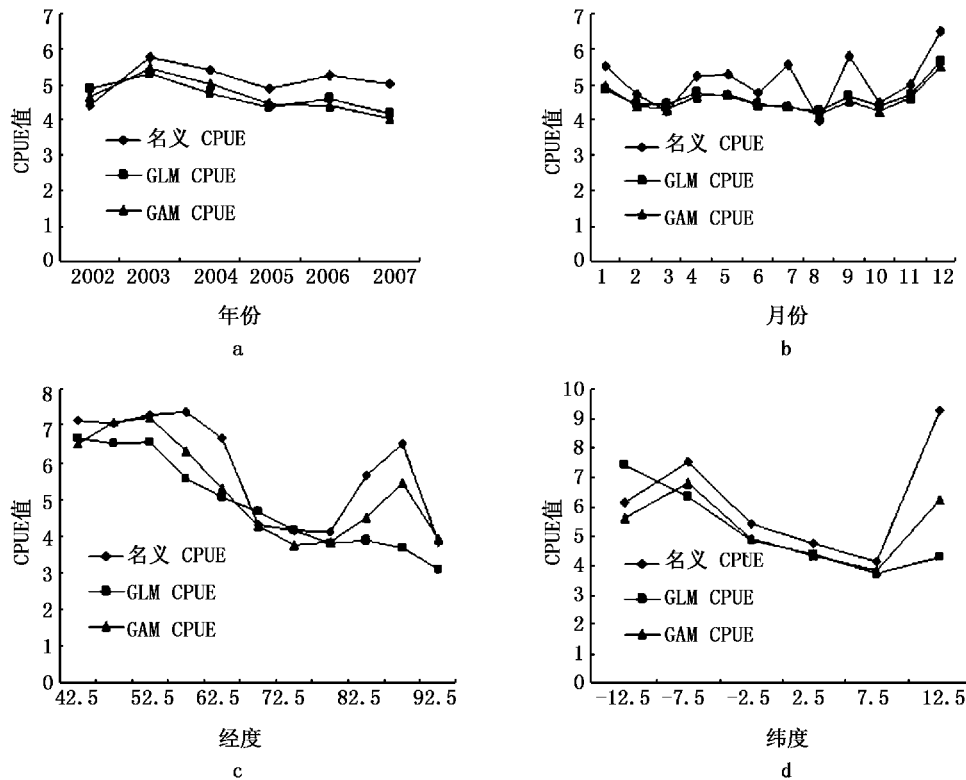 7
6
5
4
3
2
1
0
CPUE值
名义 CPUE
GLM CPUE
GAM CPUE
2002 2003 2004 2005 2006 2007
年份
a
7
6
5
4
3
2
1
0
CPUE值
名义 CPUE
GLM CPUE
GAM CPUE
1 2 3 4 5 6 7 8 9 10 11 12
月份
b
8
7
6
5
4
3
2
1
0
CPUE值
名义 CPUE
GLM CPUE
GAM CPUE
42.5 52.5 62.5 72.5 82.5 92.5
经度
c
10
9
8
7
6
5
4
3
2
1
0
CPUE值
名义 CPUE
GLM CPUE
GAM CPUE
-12.5 -7.5 -2.5 2.5 7.5 12.5
纬度
d